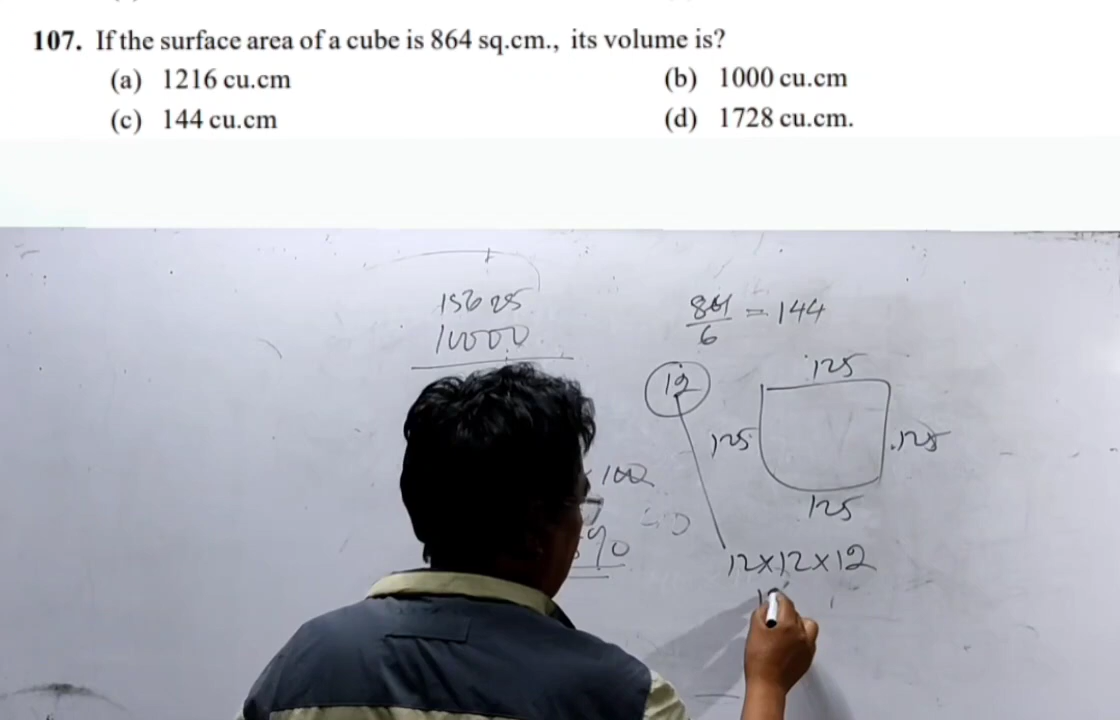 107. If the surface area of a cube is 864 sq.cm., its volume is?
(a) 1216 cu.cm
(b) 1000 cu.cm
(c) 144 cu.cm
(d) 1728 cu.cm.
15625
10000
864
6
= 144
12
125
125
125
125
100
%
12×12×12